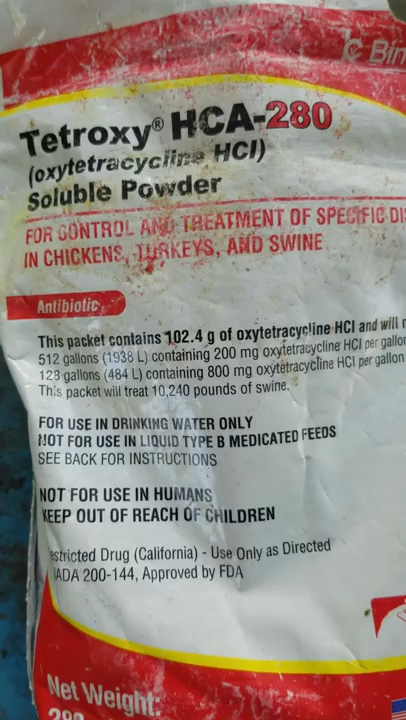 Bim
Tetroxy® HCA-280
(oxytetracycline HCl)
Soluble Powder
FOR CONTROL AND TREATMENT OF SPECIFIC DI
IN CHICKENS, TURKEYS, AND SWINE
Antibiotic
This packet contains 102.4 g of oxytetracycline HCl and will
512 gallons (1938 L) containing 200 mg oxytetracycline HCl per gallo
128 gallons (484 L) containing 800 mg oxytetracycline HCl per gallon
This packet will treat 10,240 pounds of swine.
FOR USE IN DRINKING WATER ONLY
NOT FOR USE IN LIQUID TYPE B MEDICATED FEEDS
SEE BACK FOR INSTRUCTIONS
NOT FOR USE IN HUMANS
KEEP OUT OF REACH OF CHILDREN
estricted Drug (California) - Use Only as Directed
ADA 200-144, Approved by FDA
Net Weight:
280